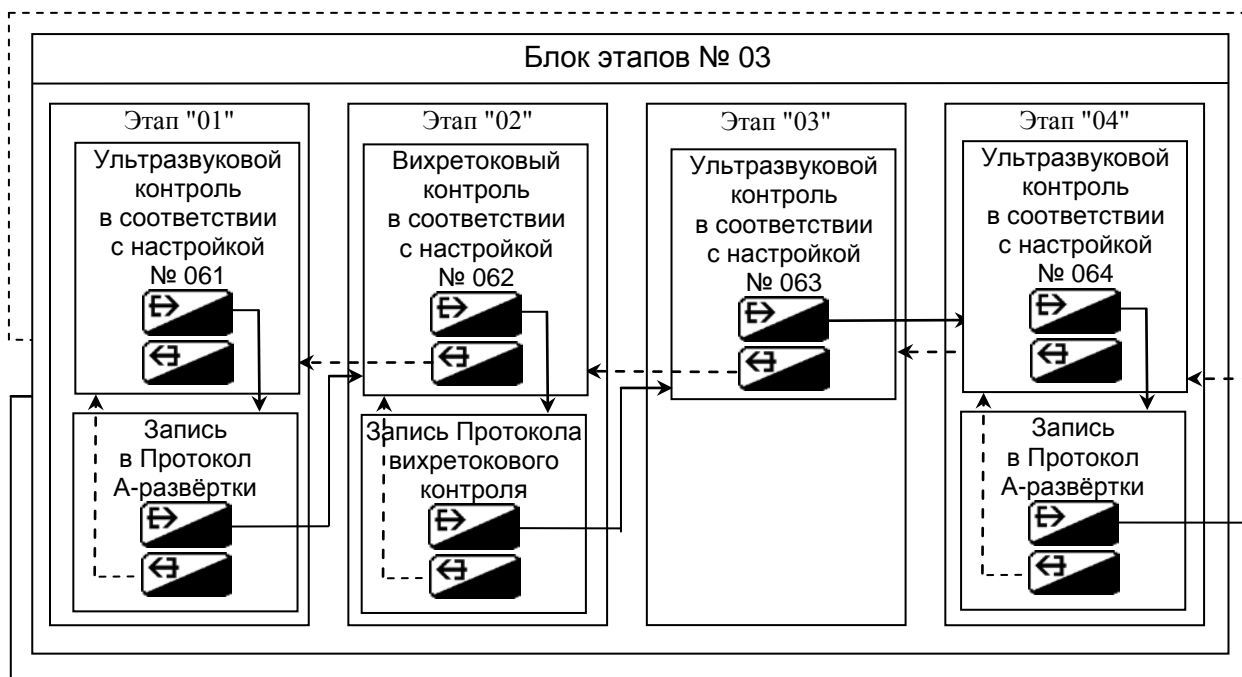 Блок этапов № 03
Этап "01"
Ультразвуковой
контроль
в соответствии
с настройкой
№ 061
Запись
в Протокол
А-развёртки
Этап "02"
Вихретоковый
контроль
в соответствии
с настройкой
№ 062
Запись Протокола
вихретокового
контроля
Этап "03"
Ультразвуковой
контроль
в соответствии
с настройкой
№ 063
Этап "04"
Ультразвуковой
контроль
в соответствии
с настройкой
№ 064
Запись
в Протокол
А-развёртки